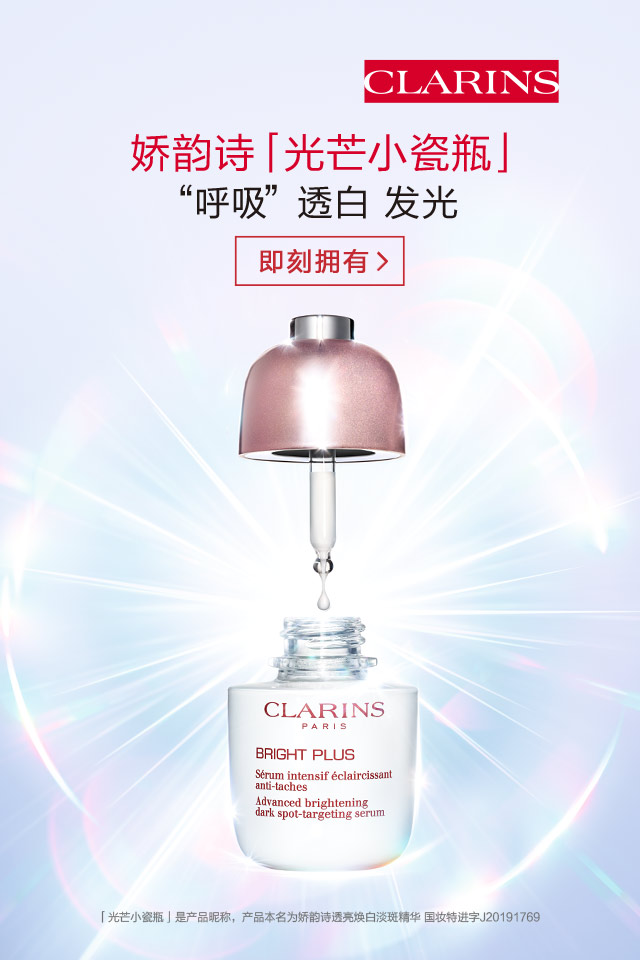 CLARINS
娇韵诗「光芒小瓷瓶」
“呼吸”透白 发光
即刻拥有>
CLARINS
PARIS
BRIGHT PLUS
Sérum intensif éclaircissant
anti-taches
Advanced brightening
dark spot-targeting serum
「光芒小瓷瓶」是产品昵称，产品本名为娇韵诗透亮焕白淡斑精华 国妆特进字J20191769